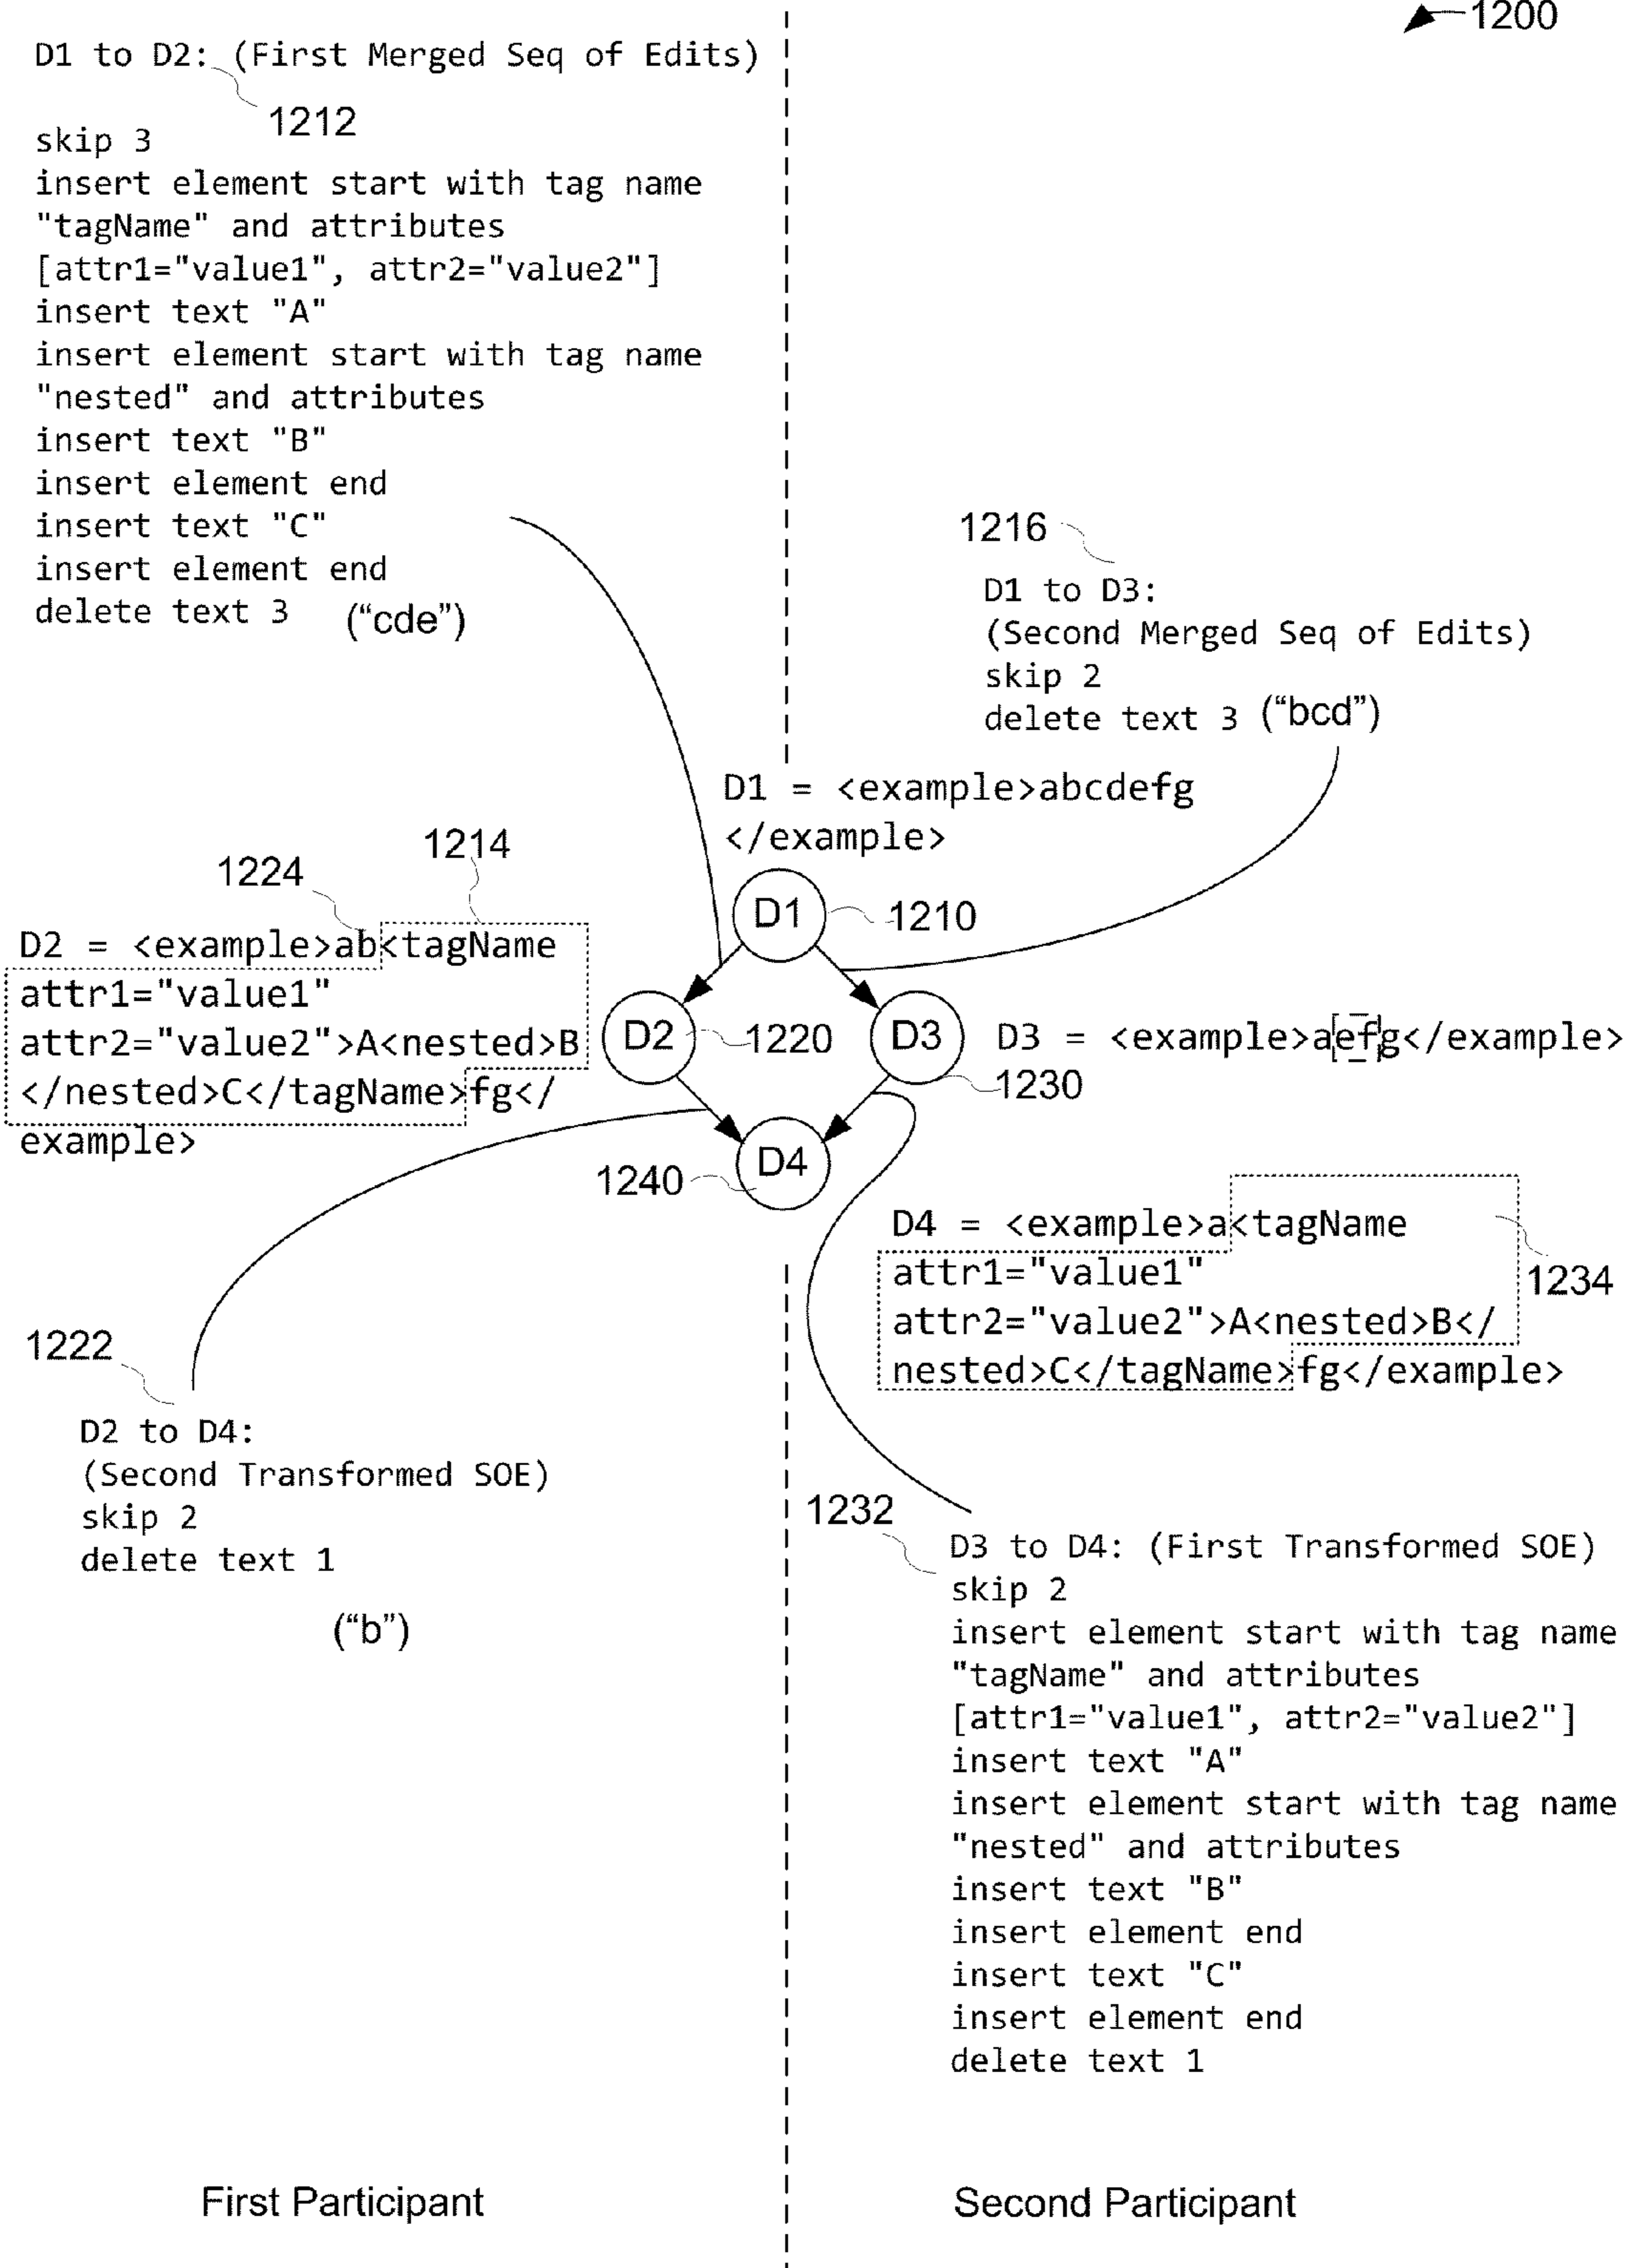 1200
D1 to D2: (First Merged Seq of Edits)
1212
skip 3
insert element start with tag name
"tagName" and attributes
[attr1="value1", attr2="value2"]
insert text "A"
insert element start with tag name
"nested" and attributes
insert text "B"
insert element end
insert text "C"
insert element end
delete text 3 (“cde”)
1216
D1 to D3:
(Second Merged Seq of Edits)
skip 2
delete text 3 (“bcd”)
D1 = <example>abcdefg
</example>
1214
1224
D1
1210
D2 = <example>ab<tagName
attr1="value1"
attr2="value2">A<nested>B
</nested>C</tagName>fg</
example>
D2
1220
D3
D3 = <example>aefg</example>
1230
D4
1240
D4 = <example>a<tagName
attr1="value1"
attr2="value2">A<nested>B</
nested>C</tagName>fg</example>
1234
1222
D2 to D4:
(Second Transformed SOE)
skip 2
delete text 1
(“b”)
1232
D3 to D4: (First Transformed SOE)
skip 2
insert element start with tag name
"tagName" and attributes
[attr1="value1", attr2="value2"]
insert text "A"
insert element start with tag name
"nested" and attributes
insert text "B"
insert element end
insert text "C"
insert element end
delete text 1
First Participant
Second Participant